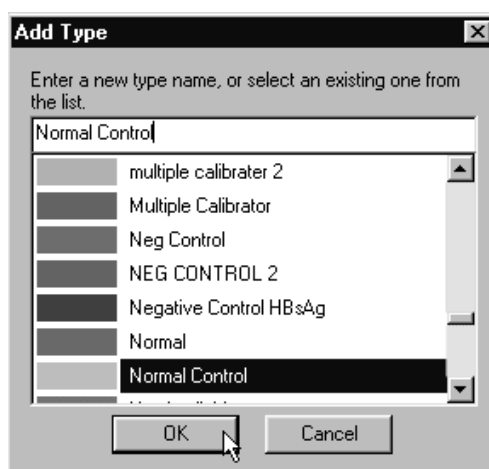 Add Type
Enter a new type name, or select an existing one from
the list.
Normal Control
multiple calibrater 2
Multiple Calibrator
Neg Control
NEG CONTROL 2
Negative Control HBsAg
Normal
Normal Control
OK
Cancel